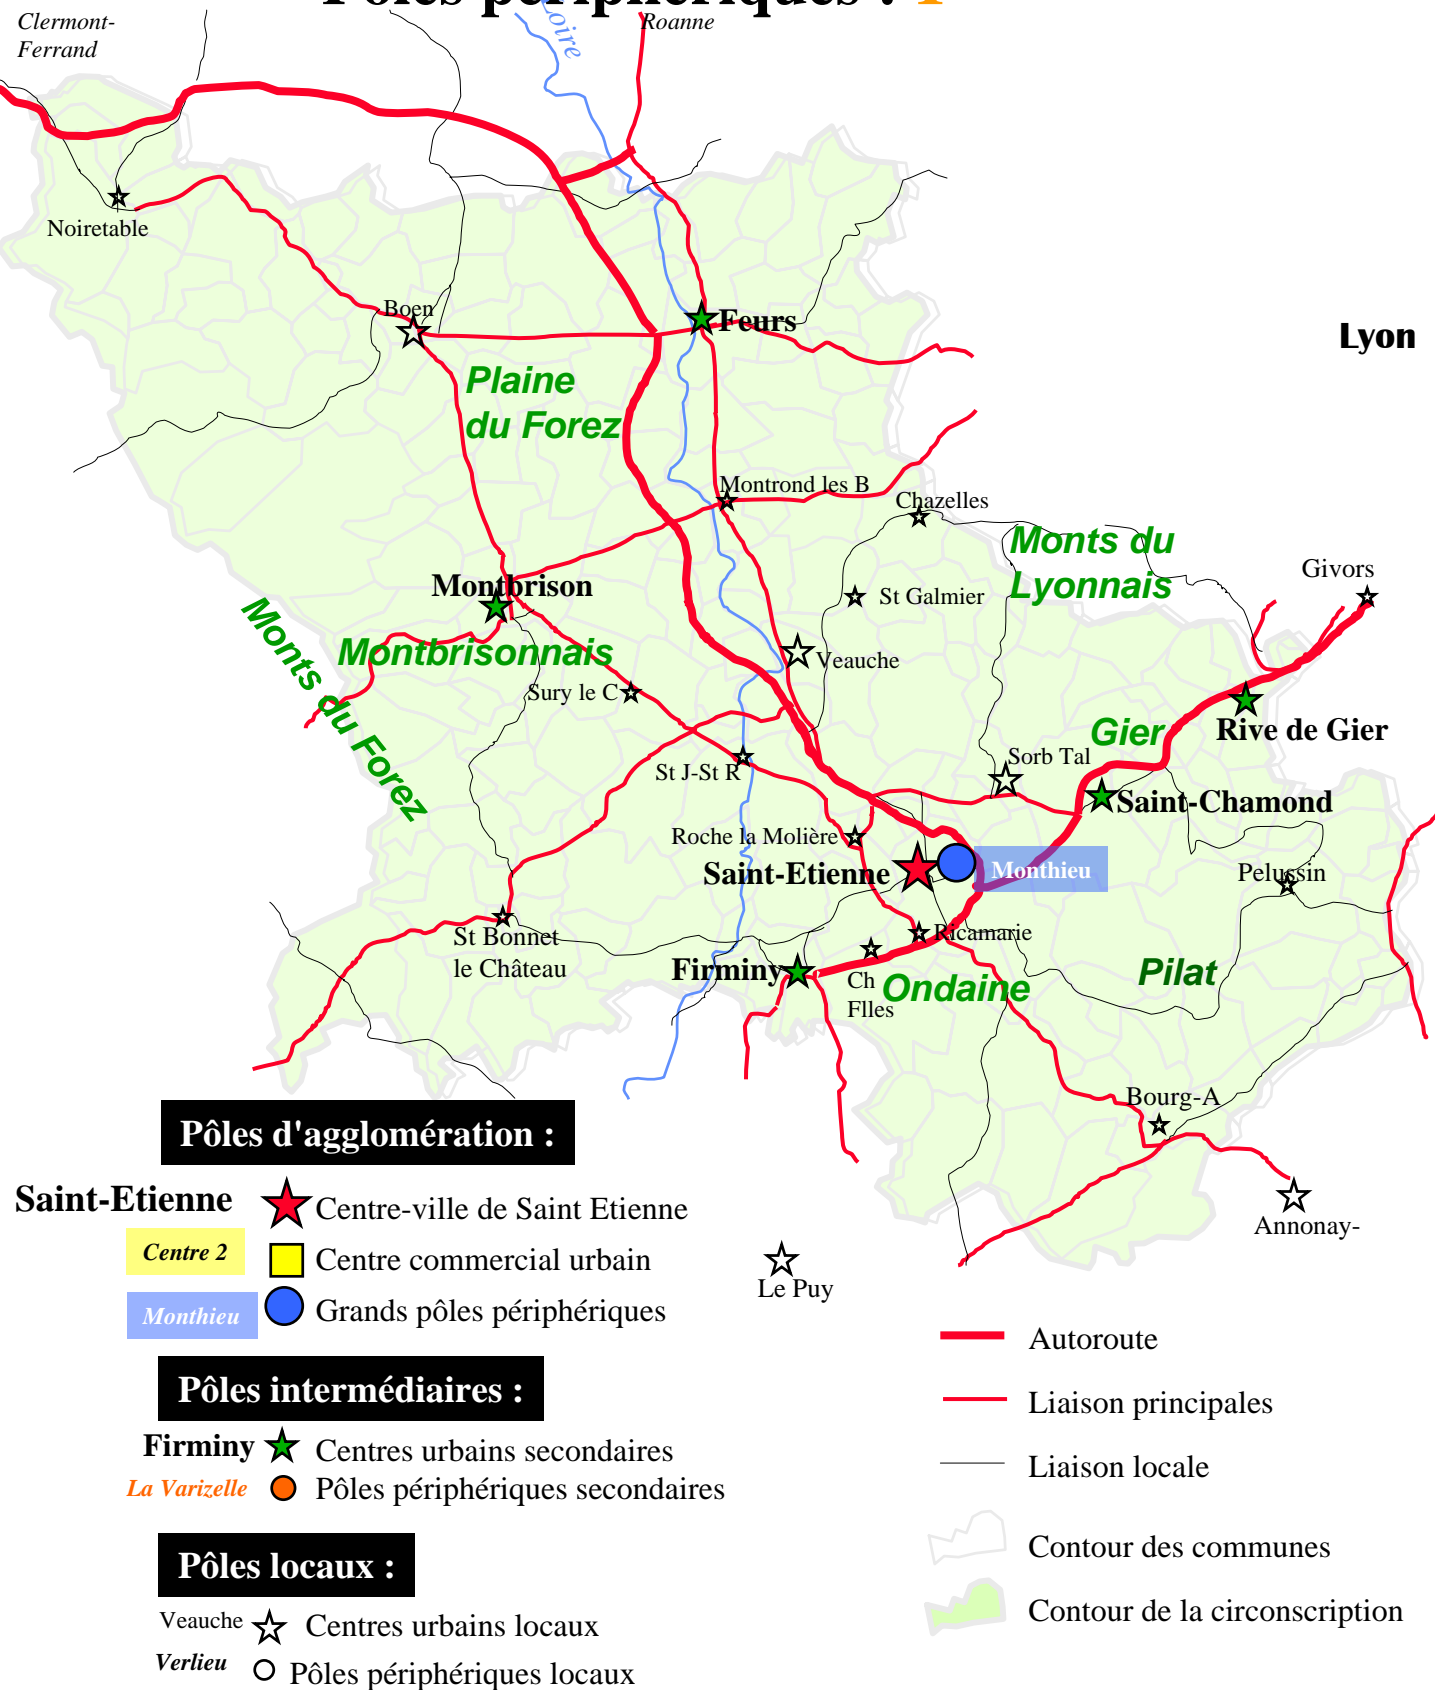 Pôles périphériques : 1
Clermont-
Ferrand
Loire
Roanne
Noiretable
Boen
Feurs
Lyon
Plaine
du Forez
Montrond les B
Chazelles
Monts du
Lyonnais
Givors
Montbrison
St Galmier
Monts du Forez
Montbrisonnais
Veauche
Sury le C
Gier
Rive de Gier
Sorb Tal
St J-St R
Saint-Chamond
Roche la Molière
Saint-Etienne
Monthieu
Pelussin
St Bonnet
le Château
Ricamarie
Firminy
Ch
Flles
Ondaine
Pilat
Bourg-A
Annonay-
Le Puy
Pôles d'agglomération :
Saint-Etienne
Centre-ville de Saint Etienne
Centre 2
Centre commercial urbain
Monthieu
Grands pôles périphériques
Pôles intermédiaires :
Firminy
Centres urbains secondaires
La Varizelle
Pôles périphériques secondaires
Pôles locaux :
Veauche
Centres urbains locaux
Verlieu
Pôles périphériques locaux
Autoroute
Liaison principales
Liaison locale
Contour des communes
Contour de la circonscription